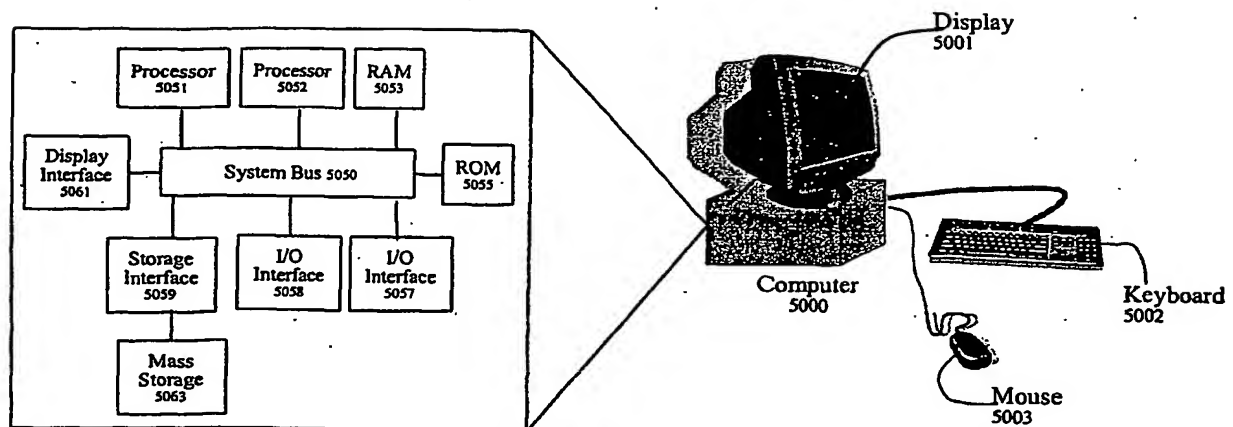 Processor
5051
Processor
5052
RAM
5053
Display
Interface
5061
System Bus 5050
ROM
5055
Storage
Interface
5059
I/O
Interface
5058
I/O
Interface
5057
Mass
Storage
5063
Display
5001
Computer
5000
Keyboard
5002
Mouse
5003